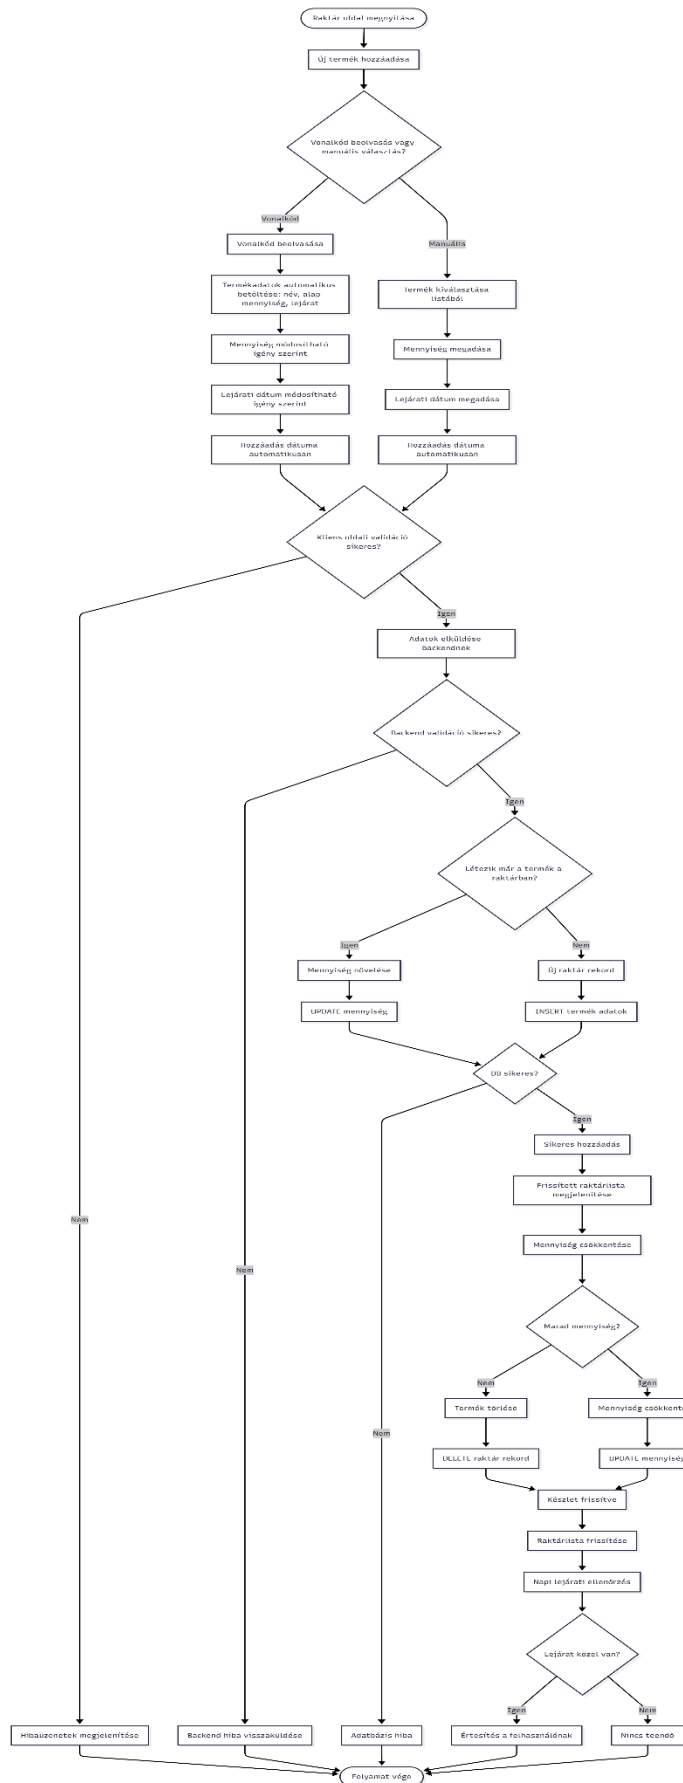 Raktár oldal megnyitása
Új termék hozzáadása
Vonalkód beolvasás vagy
manuális választás?
Vonalkód
Manuális
Vonalkód beolvasása
Termékadatok automatikus
betöltése: név, alap
mennyiség, lejárat
Termék kiválasztása
listából
Mennyiség módosítható
igény szerint
Mennyiség megadása
Lejárati dátum módosítható
igény szerint
Lejárati dátum megadása
Hozzáadás dátuma
automatikusan
Hozzáadás dátuma
automatikusan
Kliens oldali validáció
sikeres?
Igen
Adatok elküldése
backendnek
Backend validáció sikeres?
Igen
Létezik már a termék a
raktárban?
Igen
Nem
Mennyiség növelése
Új raktár rekord
UPDATE mennyiség
INSERT termék adatok
DB sikeres?
Igen
Sikeres hozzáadás
Frissített raktárlista
megjelenítése
Nem
Mennyiség csökkentése
Nem
Marad mennyiség?
Nem
Igen
Termék törlése
Mennyiség csökkent
Nem
DELETE raktár rekord
UPDATE mennyiség
Készlet frissítve
Raktárlista frissítése
Napi lejárati ellenőrzés
Lejárat közel van?
Igen
Nem
Hibaüzenetek megjelenítése
Backend hiba visszaküldése
Adatbázis hiba
Értesítés a felhasználónak
Nincs teendő
Folyamat vége